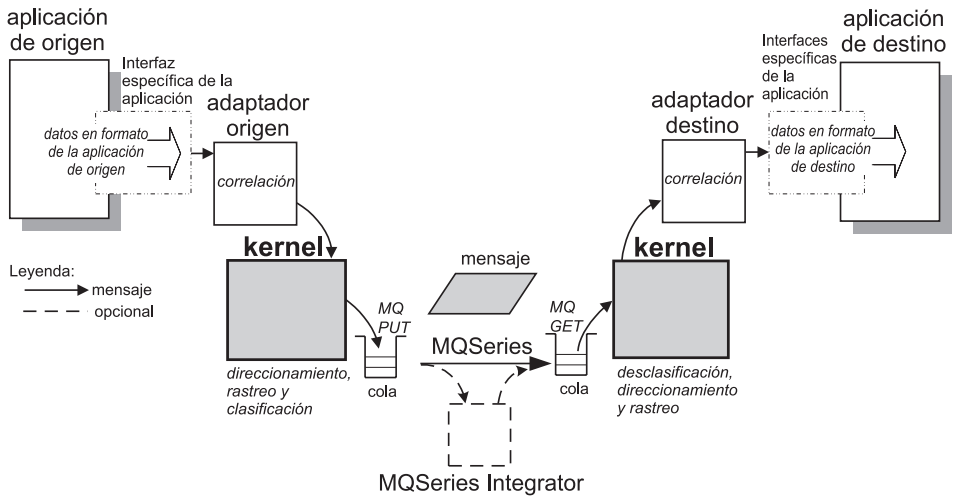 aplicación
de origen
Interfaz
específica de la
aplicación
datos en formato
de la aplicación
de origen
adaptador
origen
correlación
kernel
direccionamiento,
rastreo y
clasificación
Leyenda:
mensaje
opcional
MQ
PUT
cola
mensaje
MQSeries
MQSeries Integrator
MQ
GET
cola
kernel
desclasificación,
direccionamiento
y rastreo
adaptador
destino
correlación
Interfaces
específicas
de la
aplicación
datos en formato
de la aplicación
de destino
aplicación
de destino